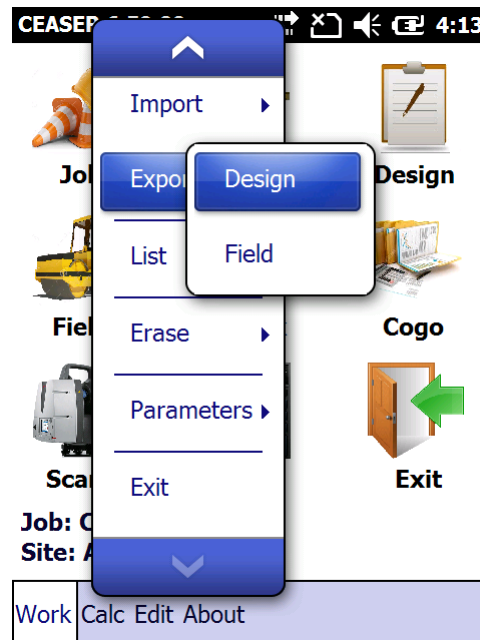 CEASER 4:13
Import
Export Design
Design
List Field
Cogo
Erase
Parameters
Exit
Exit
Job:
Site:
Work Calc Edit About